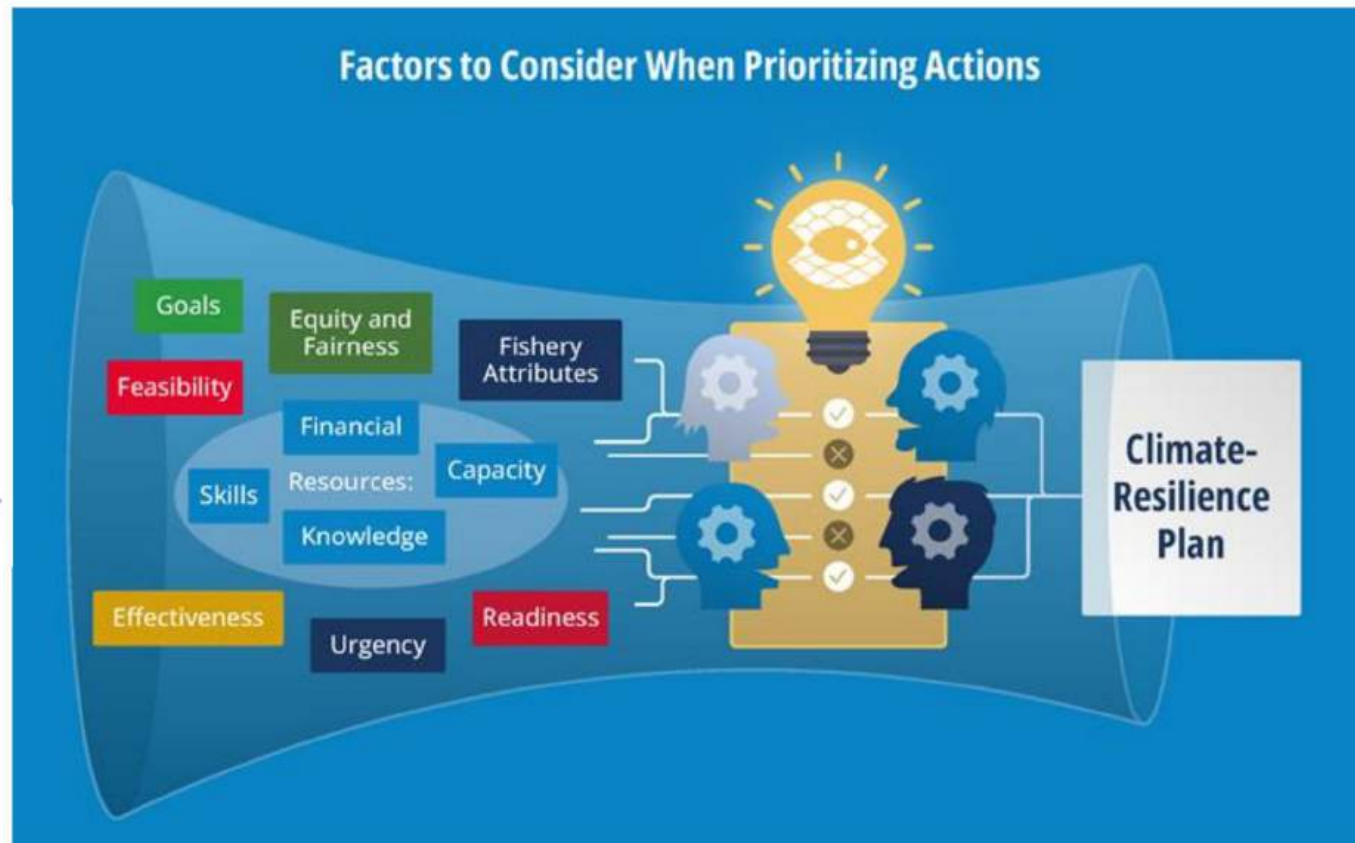 Factors to Consider When Prioritizing Actions
Goals
Equity and
Fairness
Fishery
Attributes
Feasibility
Financial
Capacity
Skills
Resources:
Knowledge
Effectiveness
Urgency
Readiness
Climate-
Resilience
Plan